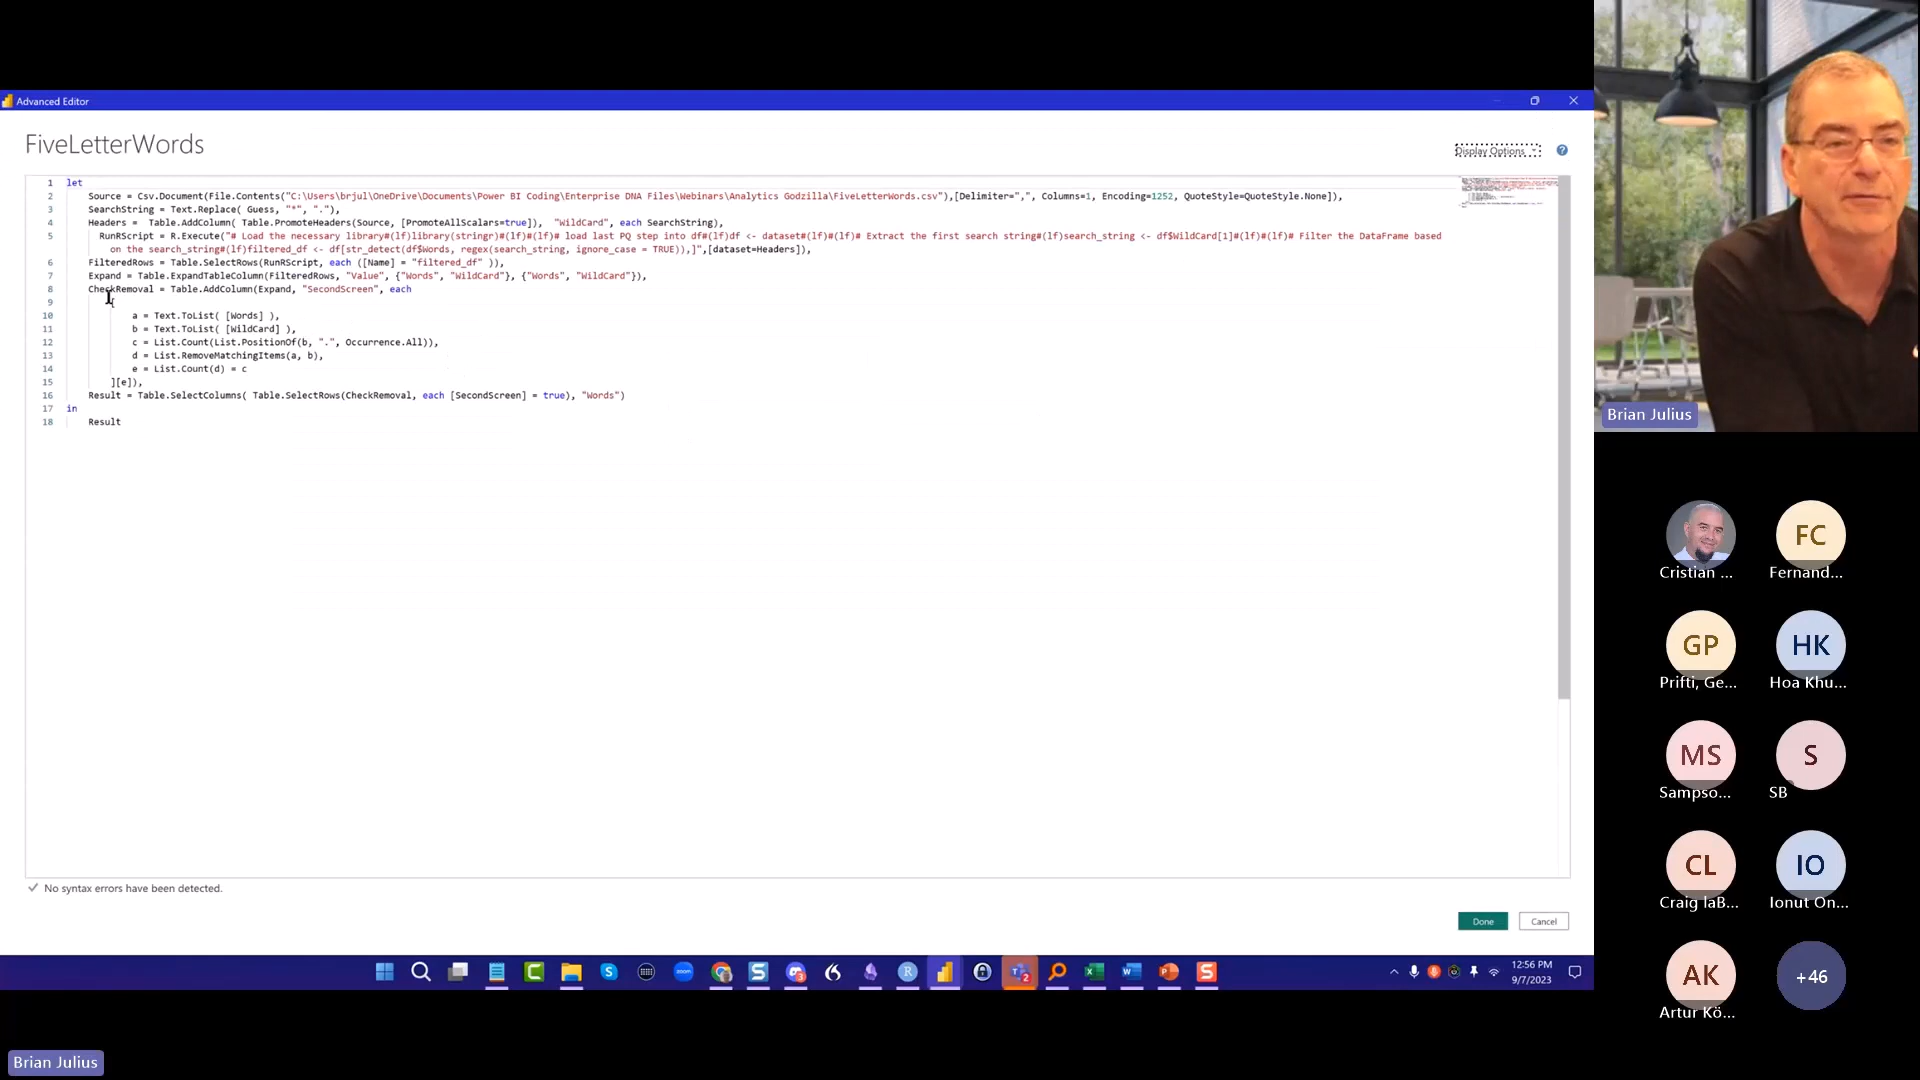 Advanced Editor
FiveLetterWords
Display Options
?
1 let
2 Source = Csv.Document(File.Contents("C:\Users\brjul\OneDrive\Documents\Power BI Coding\Enterprise DNA Files\Webinars\Analytics Godzilla\FiveLetterWords.csv"),[Delimiter=",", Columns=1, Encoding=1252, QuoteStyle=QuoteStyle.None]),
3 SearchString = Text.Replace( Guess, "*", "."),
4 Headers =  Table.AddColumn( Table.PromoteHeaders(Source, [PromoteAllScalars=true]),  "WildCard", each SearchString),
5 RunRScript = R.Execute("# Load the necessary library#(lf)library(stringr)#(lf)#(lf)# load last PQ step into df#(lf)df <- dataset#(lf)#(lf)# Extract the first search string#(lf)search_string <- df$WildCard[1]#(lf)#(lf)# Filter the DataFrame based
on the search_string#(lf)filtered_df <- df[str_detect(df$Words, regex(search_string, ignore_case = TRUE)),]",[dataset=Headers]),
6 FilteredRows = Table.SelectRows(RunRScript, each ([Name] = "filtered_df" )),
7 Expand = Table.ExpandTableColumn(FilteredRows, "Value", {"Words", "WildCard"}, {"Words", "WildCard"}),
8 CheckRemoval = Table.AddColumn(Expand, "SecondScreen", each
9 [
10 a = Text.ToList( [Words] ),
11 b = Text.ToList( [WildCard] ),
12 c = List.Count(List.PositionOf(b, ".", Occurrence.All)),
13 d = List.RemoveMatchingItems(a, b),
14 e = List.Count(d) = c
15 ][e]),
16 Result = Table.SelectColumns( Table.SelectRows(CheckRemoval, each [SecondScreen] = true), "Words")
17 in
18 Result
No syntax errors have been detected.
Done
Cancel
12:56 PM
9/7/2023
Brian Julius
Brian Julius
Cristian ...
FC
Fernand...
GP
Prifti, Ge...
HK
Hoa Khu...
MS
Sampso...
S
SB
CL
Craig laB...
IO
Ionut On...
AK
Artur Kö...
+46